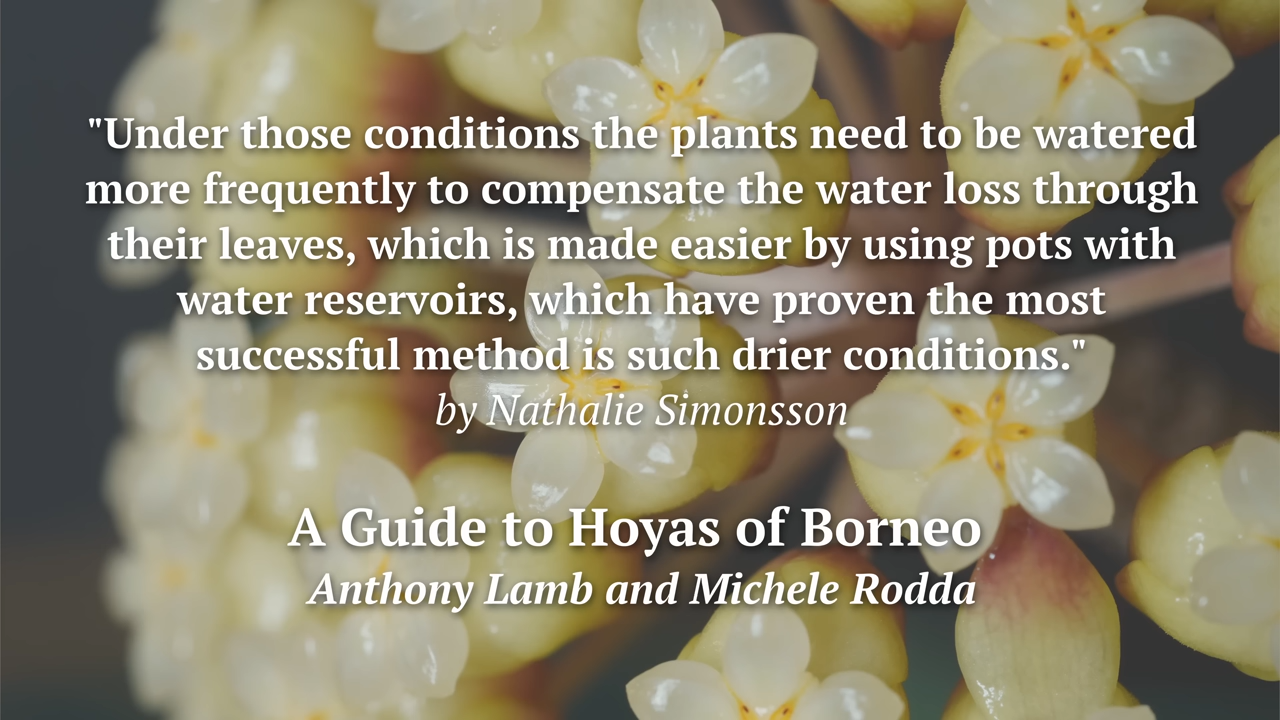 "Under those conditions the plants need to be watered
more frequently to compensate the water loss through
their leaves, which is made easier by using pots with
water reservoirs, which have proven the most
successful method is such drier conditions."
by Nathalie Simonsson
A Guide to Hoyas of Borneo
Anthony Lamb and Michele Rodda